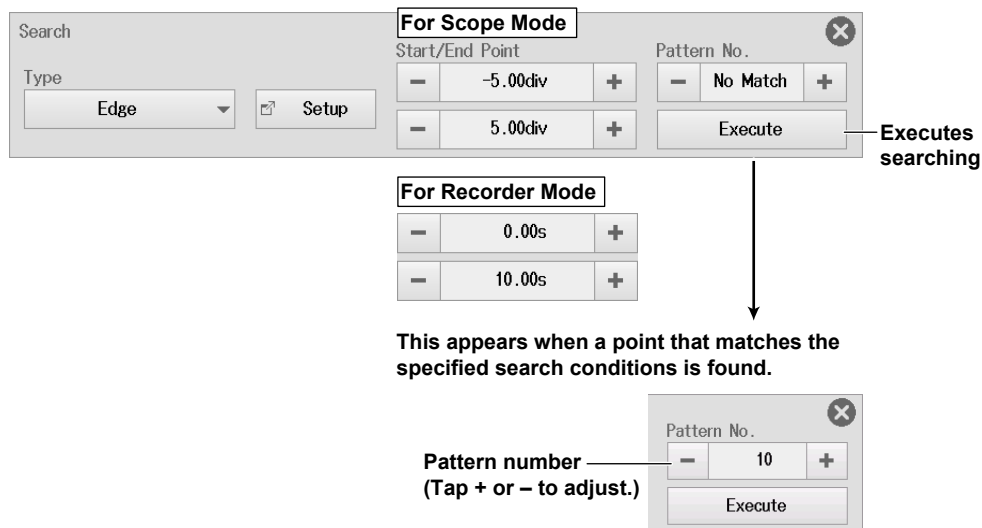 Search
Type
Edge
Setup
For Scope Mode
Start/End Point
− -5.00div +
− 5.00div +
Pattern No.
− No Match +
Execute
Executes
searching
For Recorder Mode
− 0.00s +
− 10.00s +
This appears when a point that matches the
specified search conditions is found.
Pattern No.
− 10 +
Execute
Pattern number
(Tap + or – to adjust.)